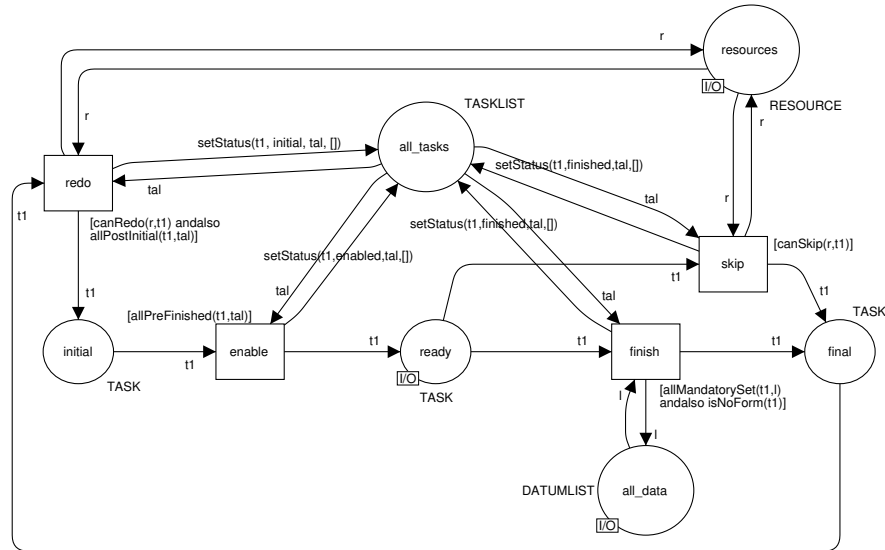 r
resources
I/O
RESOURCE
TASKLIST
r
r
setStatus(t1, initial, tal, [])
all_tasks
setStatus(t1,finished,tal,[])
redo
tal
tal
t1
r
setStatus(t1,finished,tal,[])
[canRedo(r,t1) andalso
allPostInitial(t1,tal)]
[canSkip(r,t1)]
setStatus(t1,enabled,tal,[])
skip
t1
t1
t1
tal
tal
TASK
[allPreFinished(t1,tal)]
initial
t1
enable
t1
ready
t1
finish
t1
final
I/O
TASK
TASK
[allMandatorySet(t1,l)
andalso isNoForm(t1)]
l
l
DATUMLIST
all_data
I/O